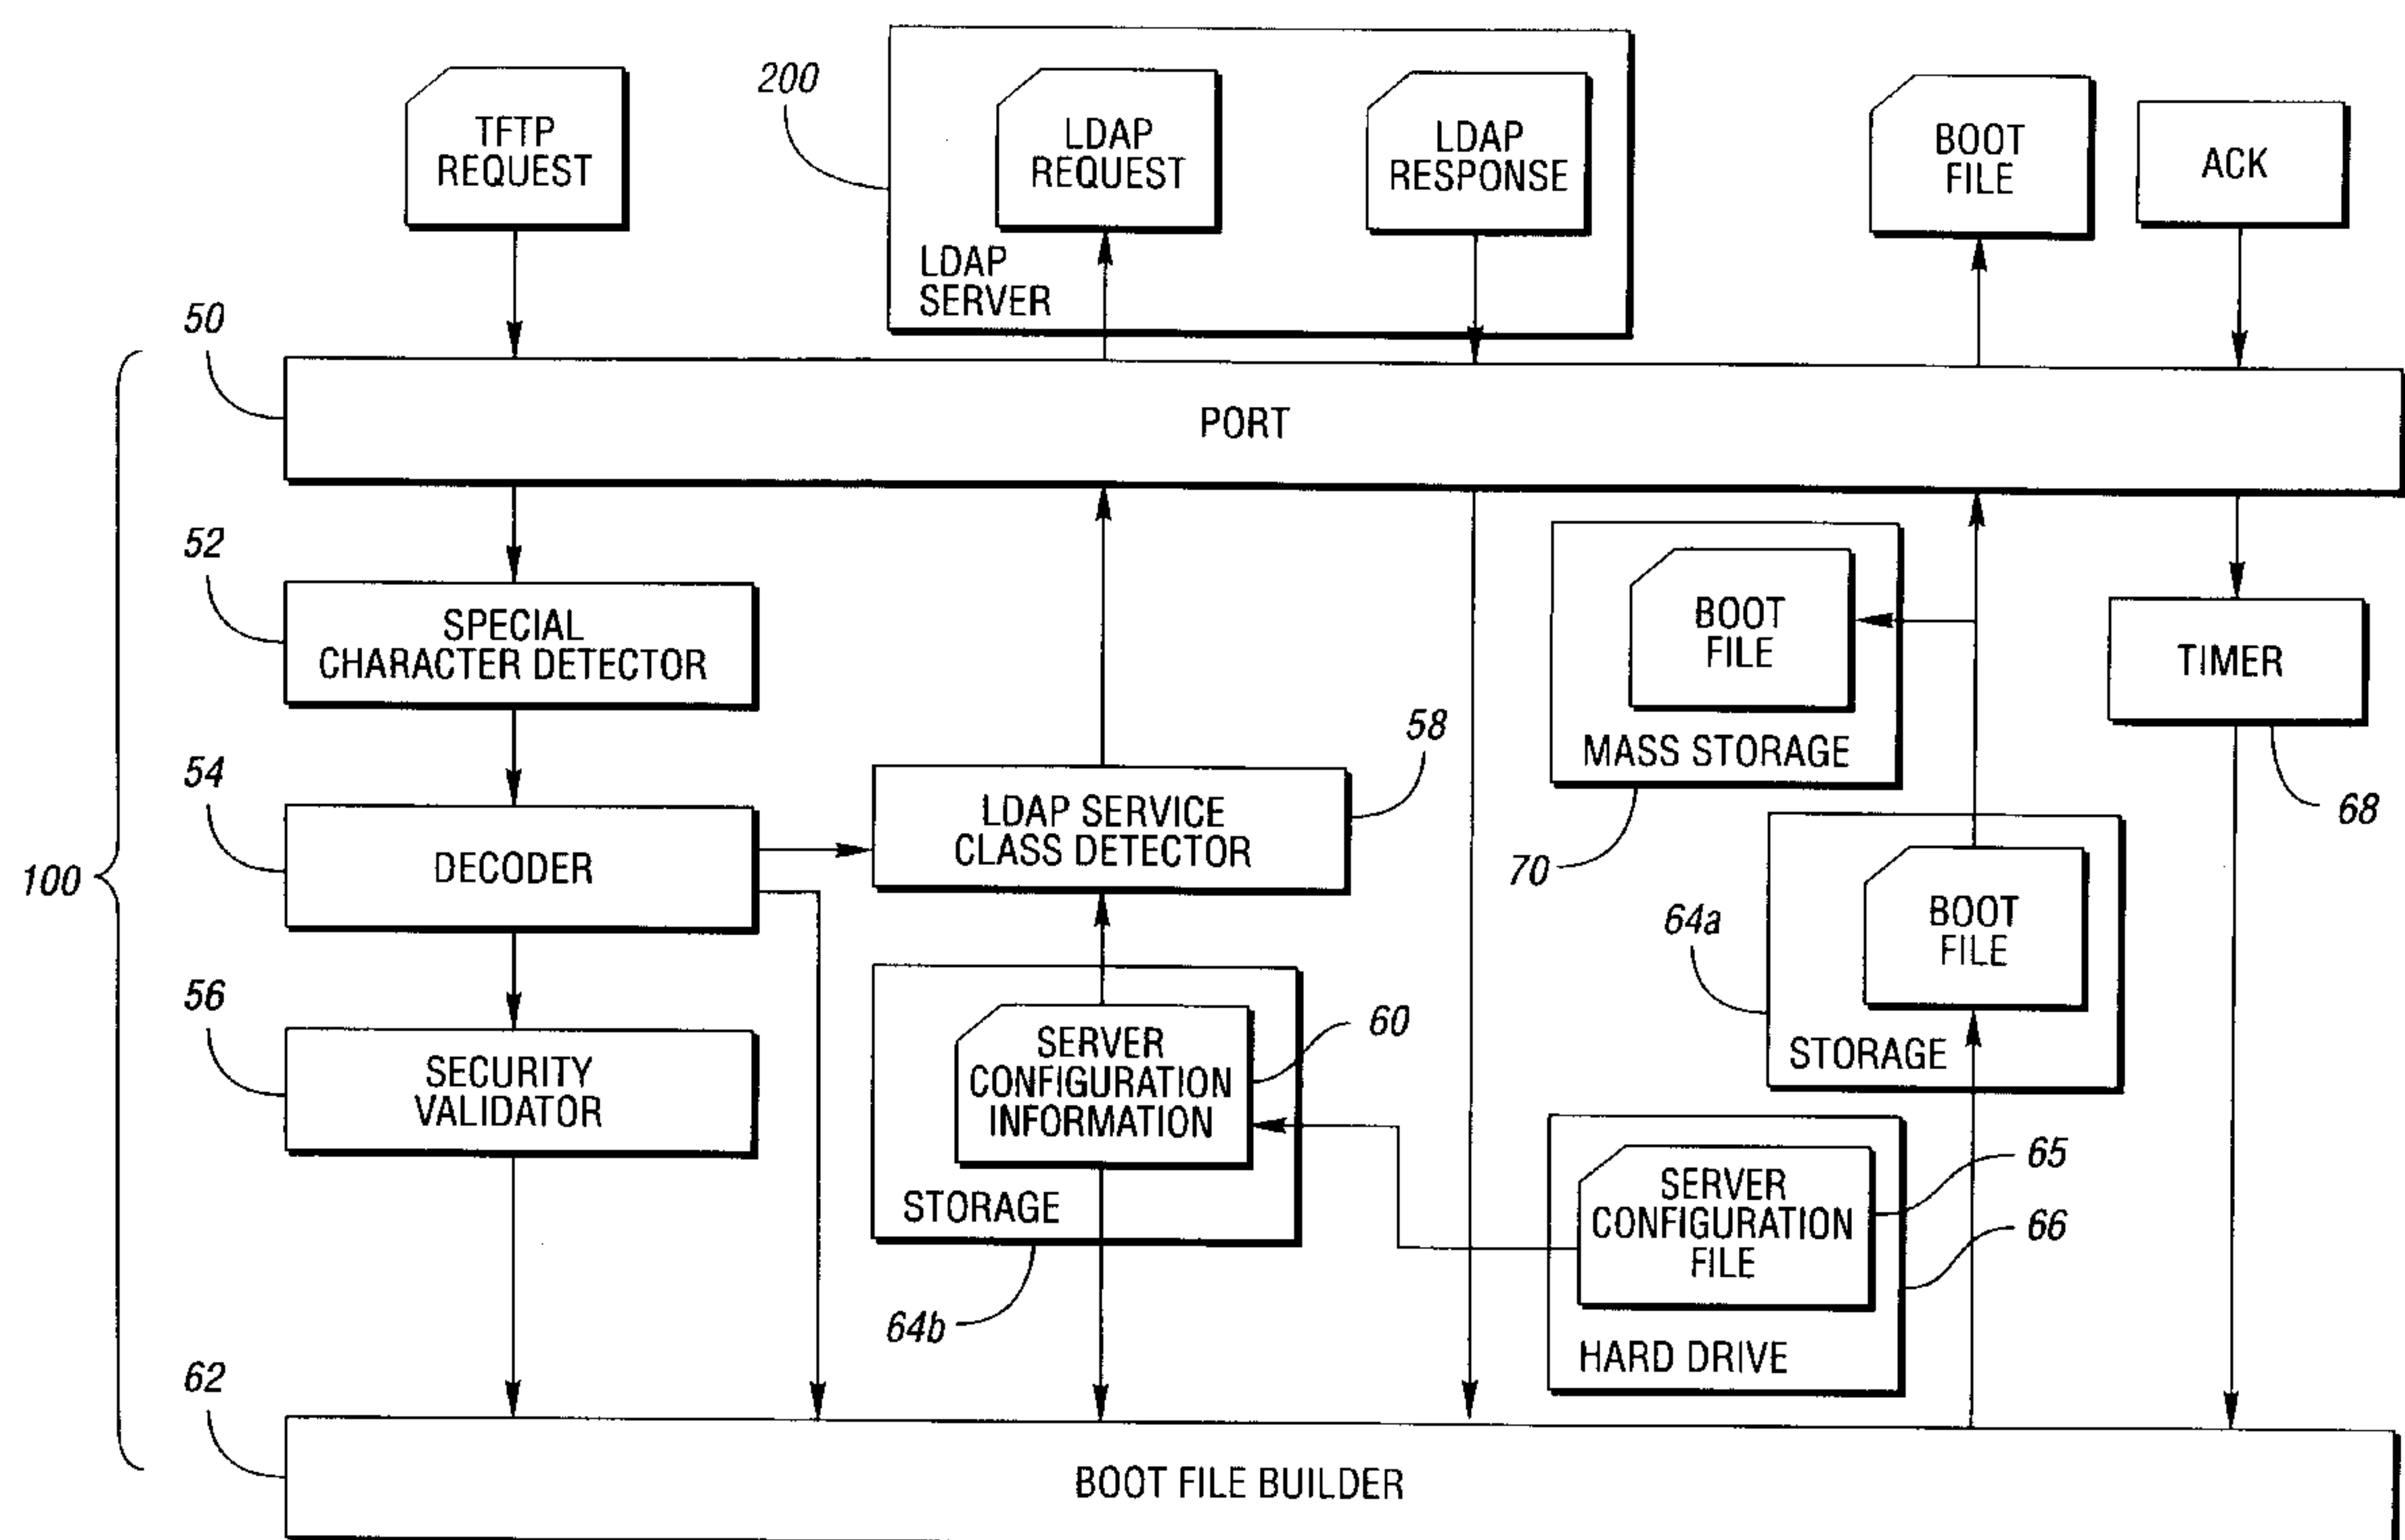 TFTP
REQUEST
200
LDAP
REQUEST
LDAP
RESPONSE
LDAP
SERVER
BOOT
FILE
ACK
50
PORT
52
SPECIAL
CHARACTER DETECTOR
54
DECODER
100
56
SECURITY
VALIDATOR
LDAP SERVICE
CLASS DETECTOR
58
SERVER
CONFIGURATION
INFORMATION
60
STORAGE
64b
BOOT
FILE
MASS STORAGE
70
TIMER
68
64a
BOOT
FILE
STORAGE
SERVER
CONFIGURATION
FILE
65
66
HARD DRIVE
62
BOOT FILE BUILDER